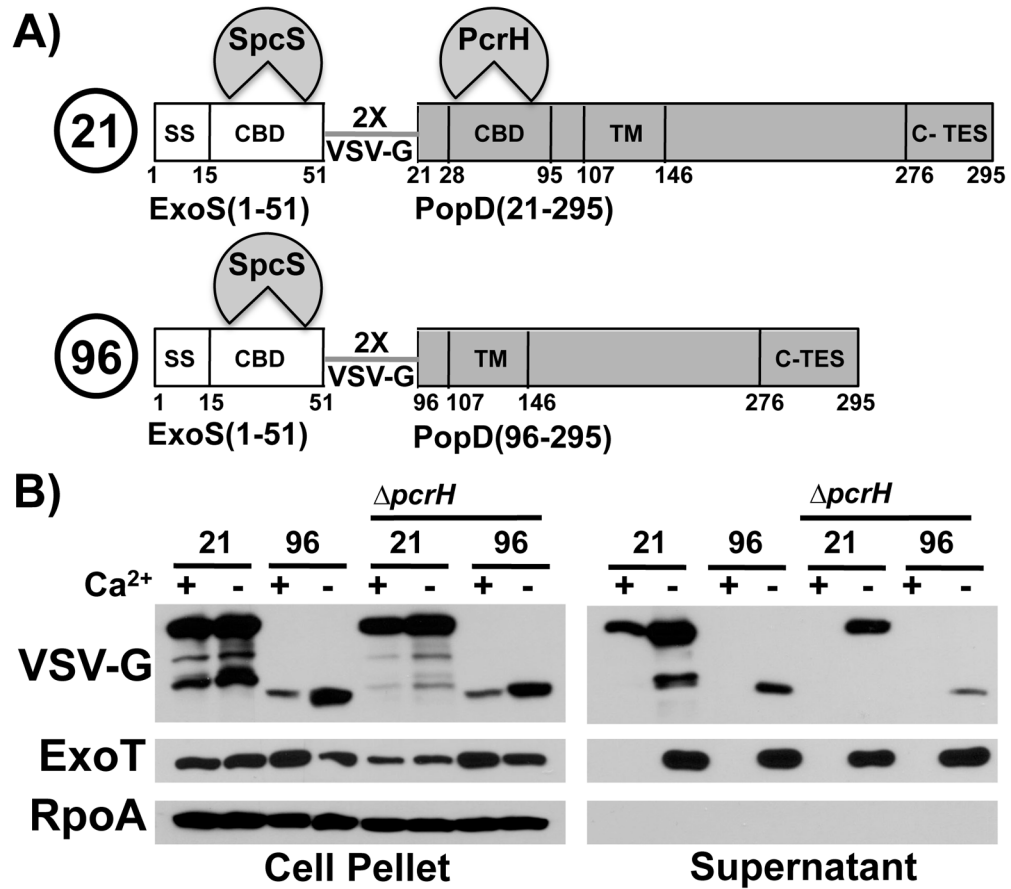 A)
SpcS PcrH
21 SS CBD 2X VSV-G CBD TM C- TES
1 15 51 21 28 95 107 146 276 295
ExoS(1-51) PopD(21-295)
SpcS
96 SS CBD 2X VSV-G TM C-TES
1 15 51 96 107 146 276 295
ExoS(1-51) PopD(96-295)
B)
ΔpcrH ΔpcrH
21 96 21 96 21 96 21 96
Ca²⁺ + - + - + - + - + - + - + - + -
VSV-G
ExoT
RpoA
Cell Pellet Supernatant